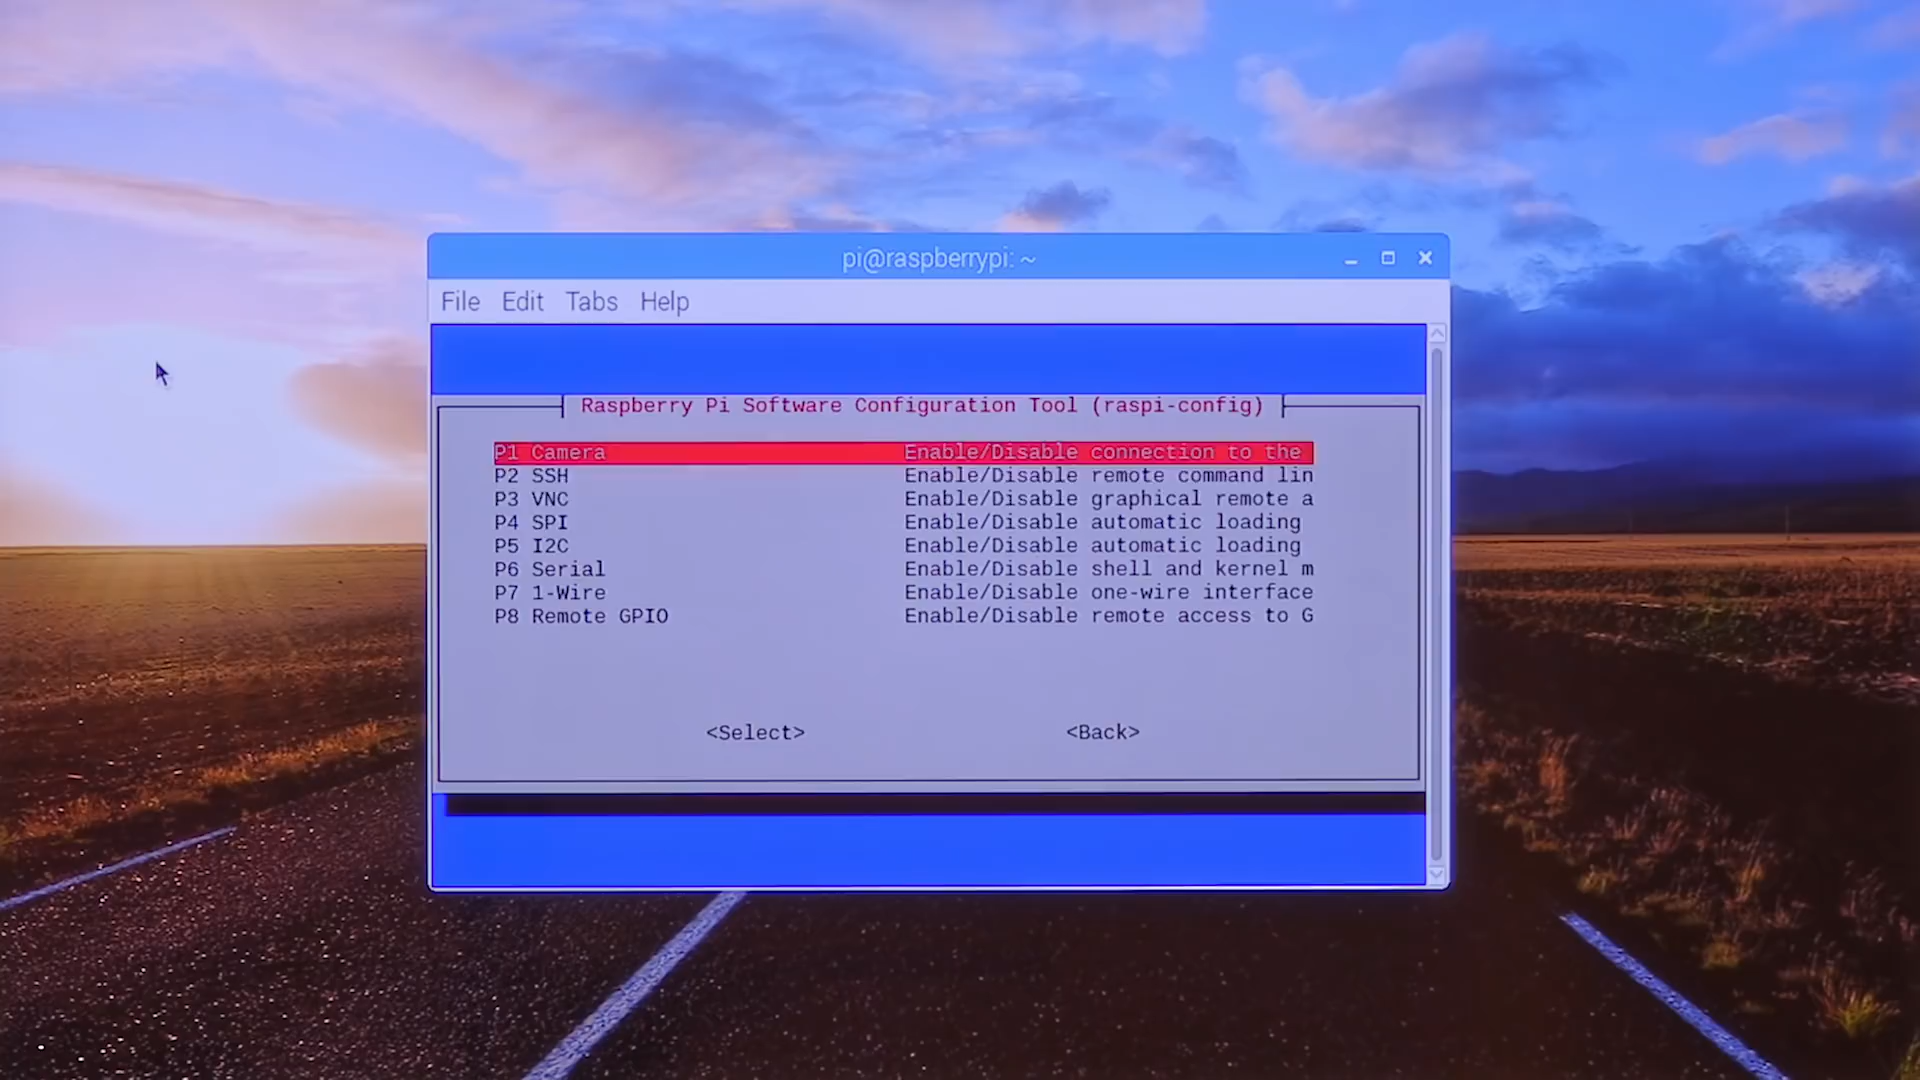 pi@raspberrypi: ~
File Edit Tabs Help
Raspberry Pi Software Configuration Tool (raspi-config)
P1 Camera Enable/Disable connection to the
P2 SSH Enable/Disable remote command lin
P3 VNC Enable/Disable graphical remote a
P4 SPI Enable/Disable automatic loading
P5 I2C Enable/Disable automatic loading
P6 Serial Enable/Disable shell and kernel m
P7 1-Wire Enable/Disable one-wire interface
P8 Remote GPIO Enable/Disable remote access to G
<Select> <Back>